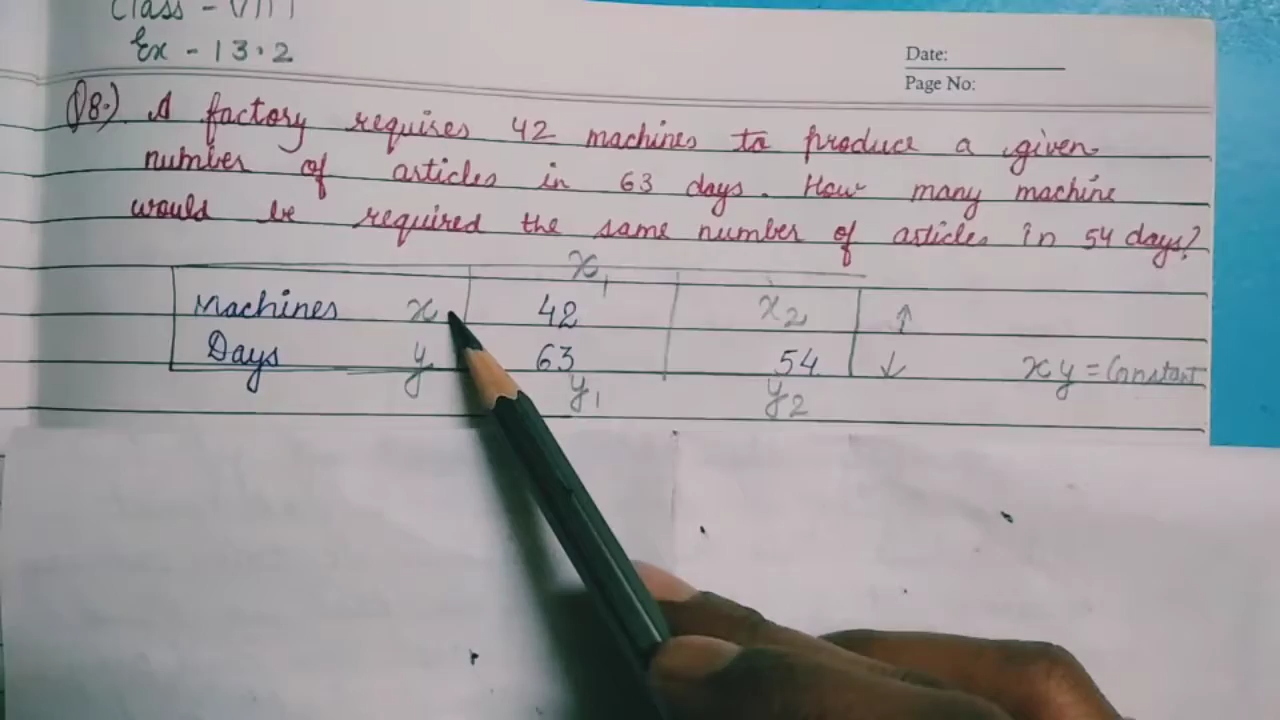 Class - VIII
Ex - 13.2
Date:
Page No:
Q8.) A factory requires 42 machines to produce a given
number of articles in 63 days. How many machine
would be required the same number of articles in 54 days?
x1
Machines x 42 x2 ↑
Days y 63 54 ↓ xy = Constant
y1 y2